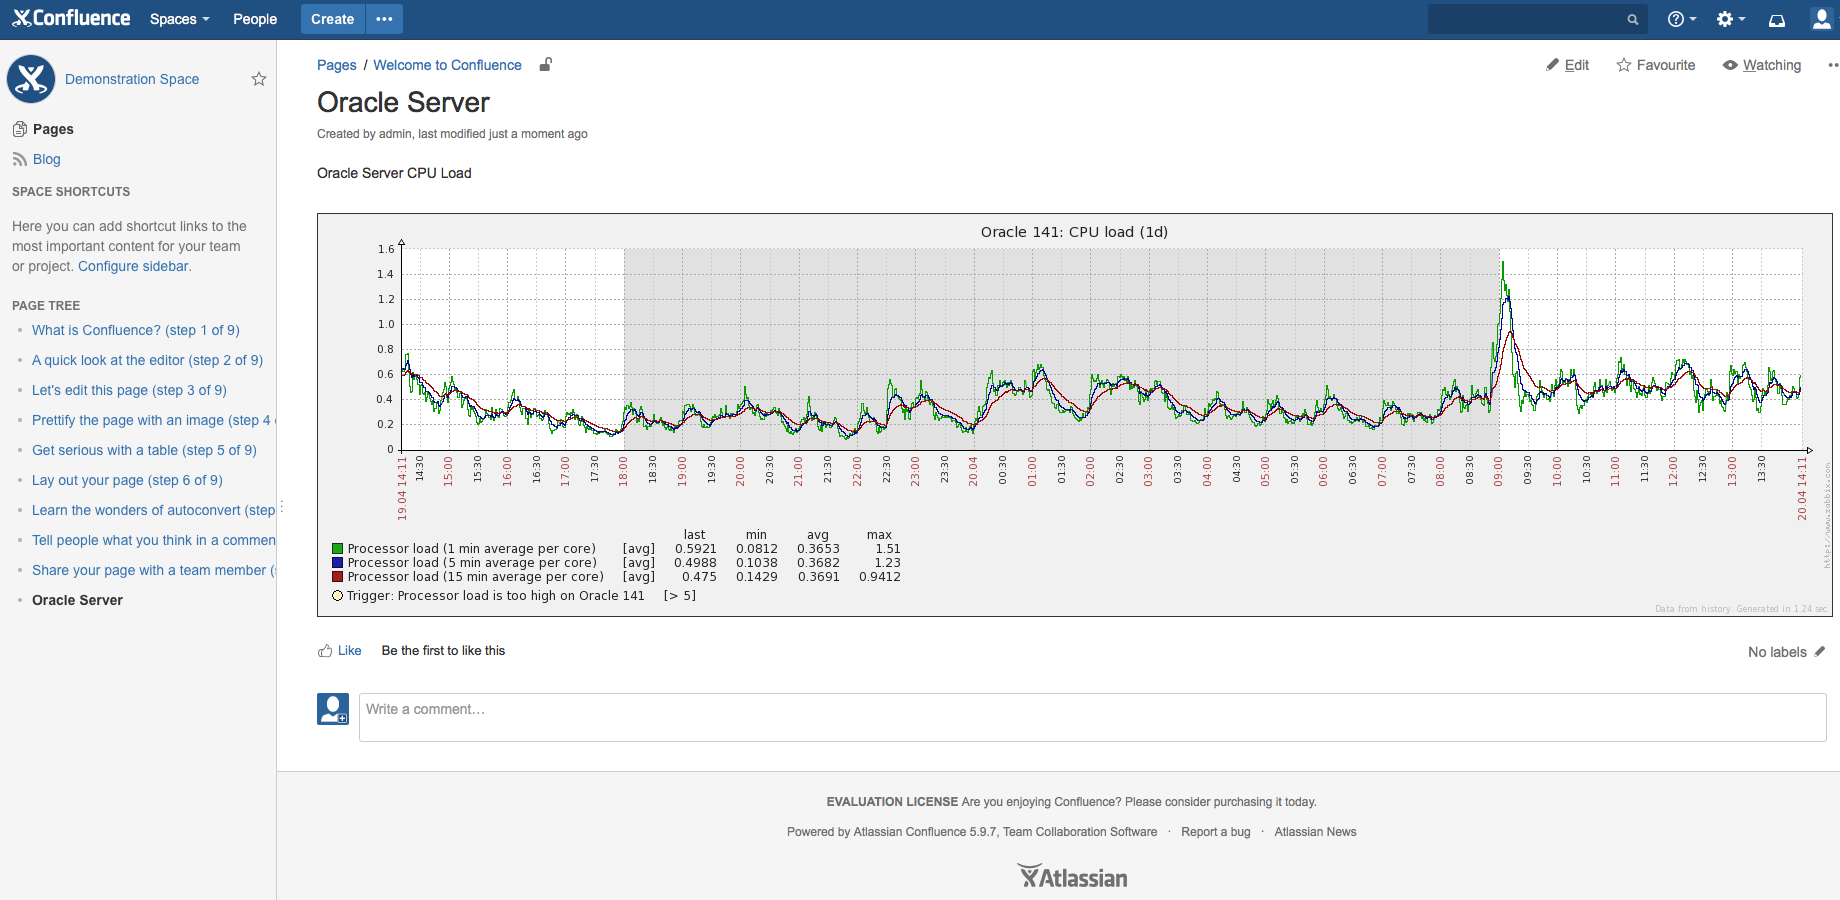 Confluence Spaces People Create
Demonstration Space
Pages
Blog
SPACE SHORTCUTS
Here you can add shortcut links to the
most important content for your team
or project. Configure sidebar.
PAGE TREE
What is Confluence? (step 1 of 9)
A quick look at the editor (step 2 of 9)
Let's edit this page (step 3 of 9)
Prettify the page with an image (step 4
Get serious with a table (step 5 of 9)
Lay out your page (step 6 of 9)
Learn the wonders of autoconvert (step
Tell people what you think in a commen
Share your page with a team member (
Oracle Server
Pages / Welcome to Confluence
Edit Favourite Watching
Oracle Server
Created by admin, last modified just a moment ago
Oracle Server CPU Load
Oracle 141: CPU load (1d)
1.6
1.4
1.2
1.0
0.8
0.6
0.4
0.2
0
19.04 14:11 14:30 15:00 15:30 16:00 16:30 17:00 17:30 18:00 18:30 19:00 19:30 20:00 20:30 21:00 21:30 22:00 22:30 23:00 23:30 20.04 00:30 01:00 01:30 02:00 02:30 03:00 03:30 04:00 04:30 05:00 05:30 06:00 06:30 07:00 07:30 08:00 08:30 09:00 09:30 10:00 10:30 11:00 11:30 12:00 12:30 13:00 13:30 20.04 14:11
http://www.zabbix.com
last min avg max
Processor load (1 min average per core) [avg] 0.5921 0.0812 0.3653 1.51
Processor load (5 min average per core) [avg] 0.4988 0.1038 0.3682 1.23
Processor load (15 min average per core) [avg] 0.475 0.1429 0.3691 0.9412
Trigger: Processor load is too high on Oracle 141 [> 5]
Data from history. Generated in 1.24 sec.
Like Be the first to like this
No labels
Write a comment…
EVALUATION LICENSE Are you enjoying Confluence? Please consider purchasing it today.
Powered by Atlassian Confluence 5.9.7, Team Collaboration Software · Report a bug · Atlassian News
Atlassian